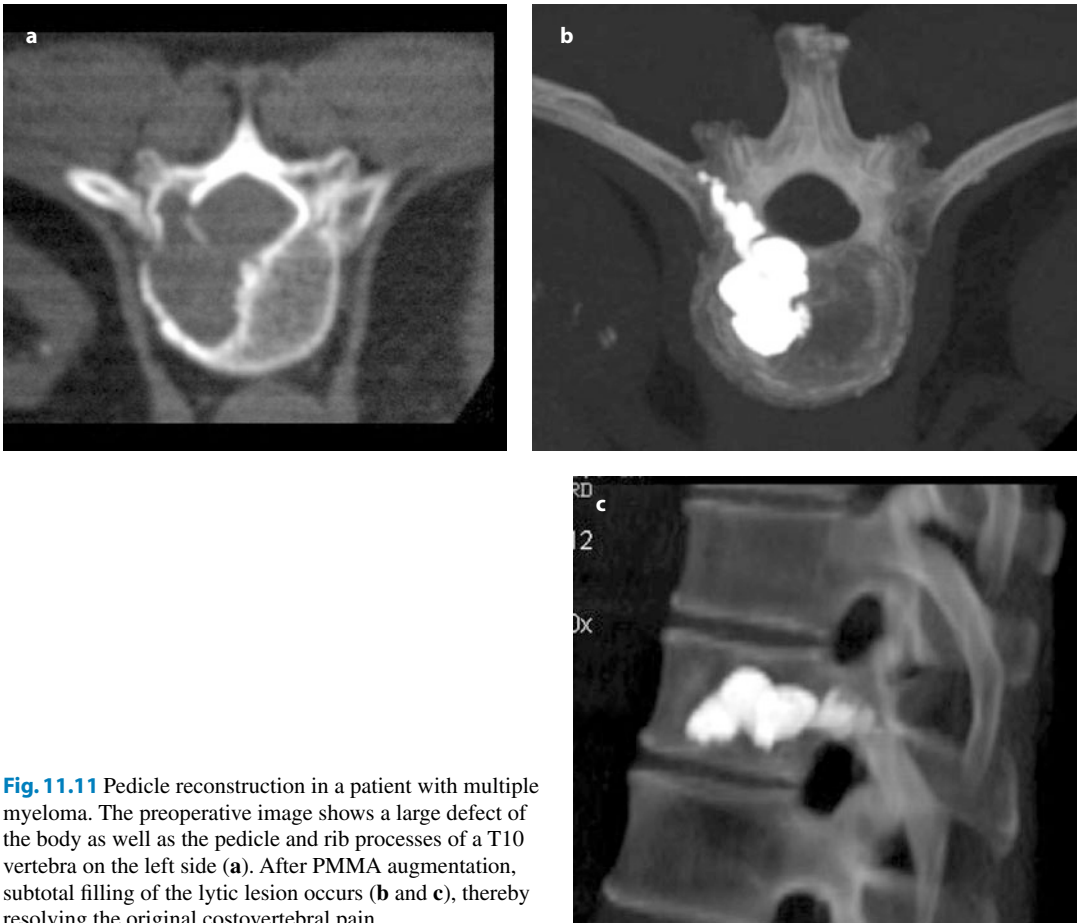 a
b
RD
c
12
0x
Fig. 11.11 Pedicle reconstruction in a patient with multiple
myeloma. The preoperative image shows a large defect of
the body as well as the pedicle and rib processes of a T10
vertebra on the left side (a). After PMMA augmentation,
subtotal filling of the lytic lesion occurs (b and c), thereby
resolving the original costovertebral pain